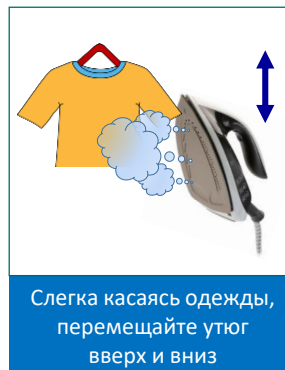 Слегка касаясь одежды,
перемещайте утюг
вверх и вниз